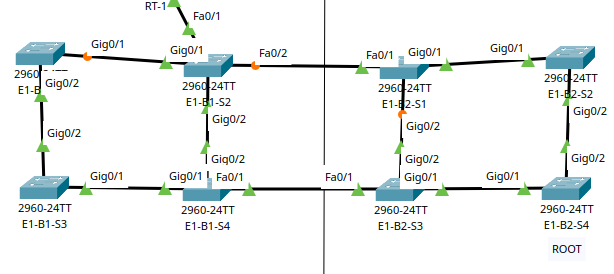 RT-1
Fa0/1
Gig0/1
Gig0/1
Fa0/2
Fa0/1
Gig0/1
Gig0/1
2960-24TT
E1-B1-S2
2960-24TT
E1-B2-S1
2960-24TT
E1-B2-S2
Gig0/2
Gig0/2
Gig0/2
Gig0/2
Gig0/2
Gig0/2
Gig0/2
Gig0/2
Gig0/1
Gig0/1
Fa0/1
Fa0/1
Gig0/1
Gig0/1
2960-24TT
E1-B1-S3
2960-24TT
E1-B1-S4
2960-24TT
E1-B2-S3
2960-24TT
E1-B2-S4
ROOT